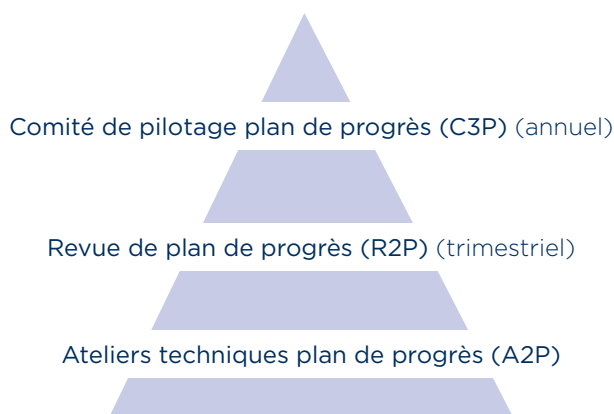 Comité de pilotage plan de progrès (C3P) (annuel)
Revue de plan de progrès (R2P) (trimestriel)
Ateliers techniques plan de progrès (A2P)